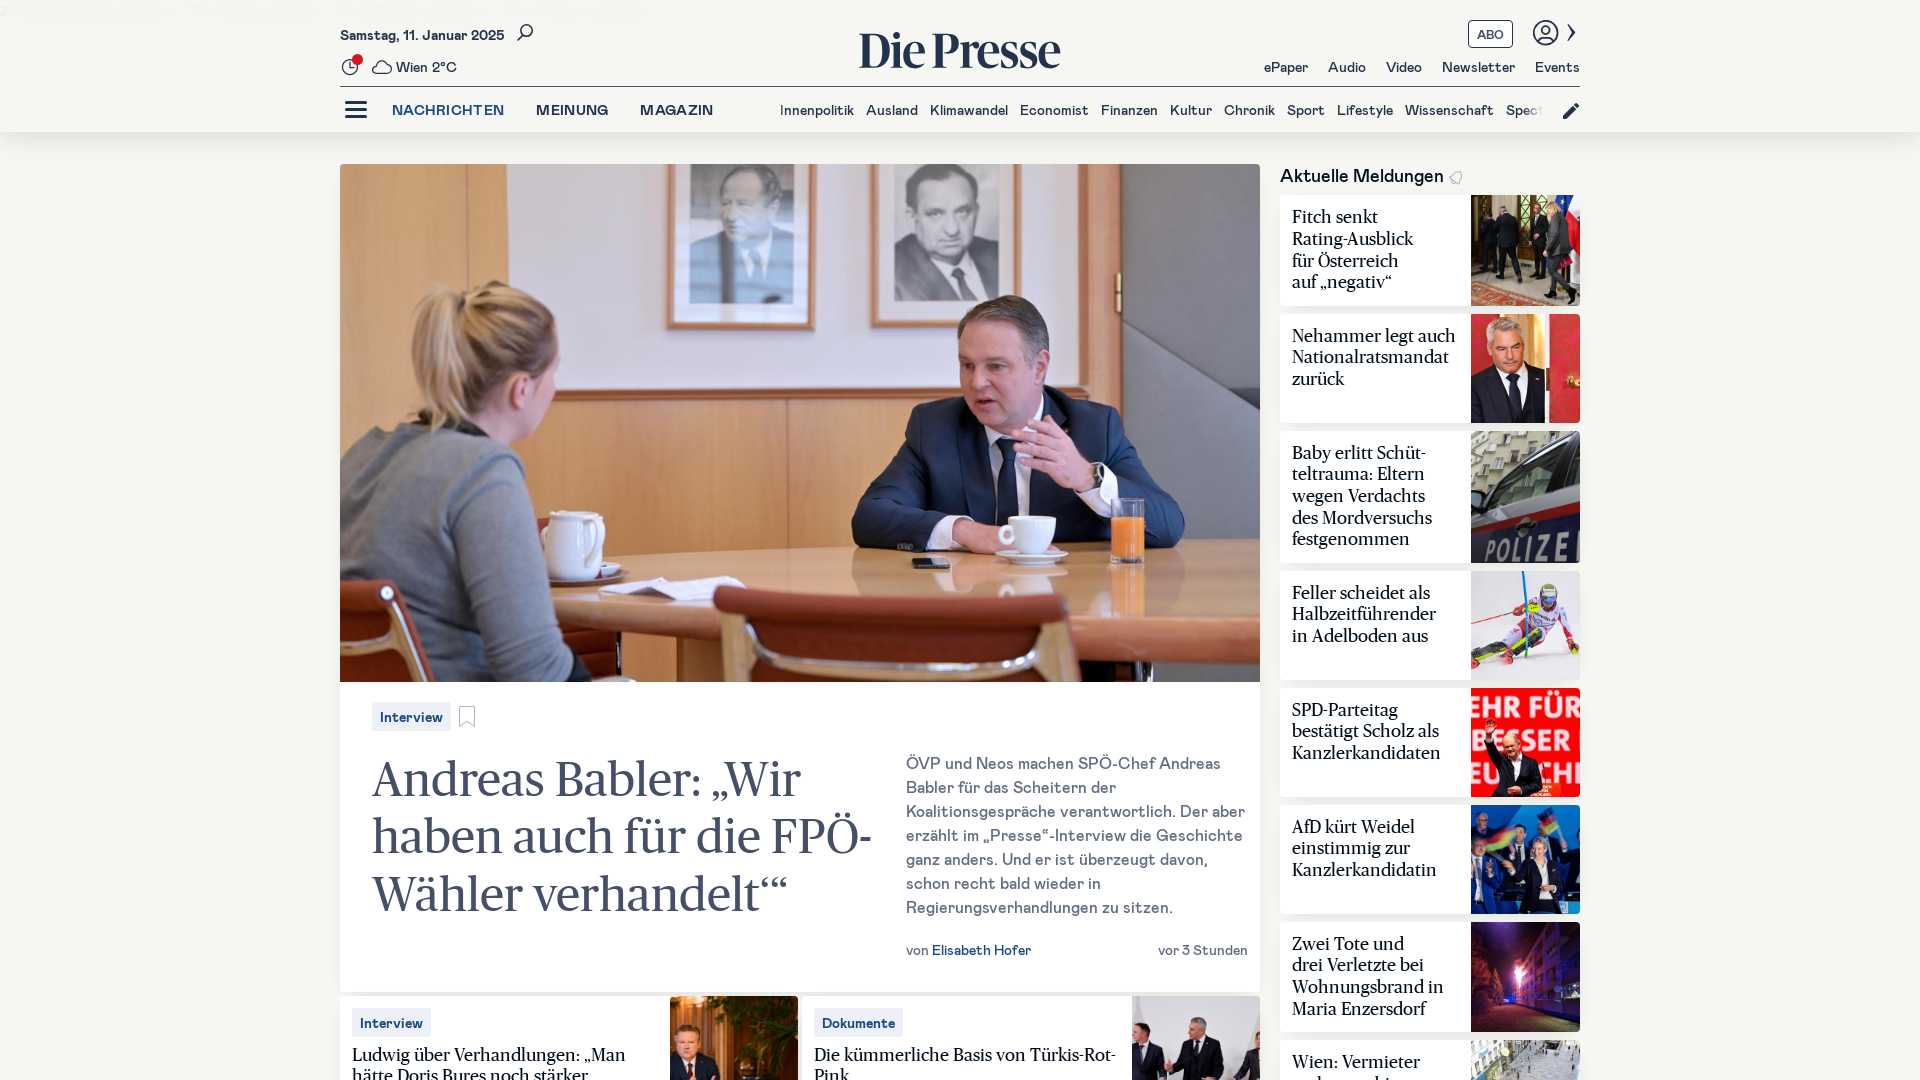 Samstag, 11. Januar 2025
Die Presse
ABO
Wien 2°C
ePaper Audio Video Newsletter Events
NACHRICHTEN MEINUNG MAGAZIN
Innenpolitik Ausland Klimawandel Economist Finanzen Kultur Chronik Sport Lifestyle Wissenschaft Spect
Interview
Andreas Babler: „Wir
haben auch für die FPÖ-
Wähler verhandelt‘“
ÖVP und Neos machen SPÖ-Chef Andreas
Babler für das Scheitern der
Koalitionsgespräche verantwortlich. Der aber
erzählt im „Presse“-Interview die Geschichte
ganz anders. Und er ist überzeugt davon,
schon recht bald wieder in
Regierungsverhandlungen zu sitzen.
von Elisabeth Hofer
vor 3 Stunden
Interview
Ludwig über Verhandlungen: „Man
hätte Doris Bures noch stärker
Dokumente
Die kümmerliche Basis von Türkis-Rot-
Pink
Aktuelle Meldungen
Fitch senkt
Rating-Ausblick
für Österreich
auf „negativ“
Nehammer legt auch
Nationalratsmandat
zurück
Baby erlitt Schüt-
teltrauma: Eltern
wegen Verdachts
des Mordversuchs
festgenommen
POLIZE
Feller scheidet als
Halbzeitführender
in Adelboden aus
SPD-Parteitag
bestätigt Scholz als
Kanzlerkandidaten
EHR FÜR
BESSER
EUTSCH
AfD kürt Weidel
einstimmig zur
Kanzlerkandidatin
Zwei Tote und
drei Verletzte bei
Wohnungsbrand in
Maria Enzersdorf
Wien: Vermieter